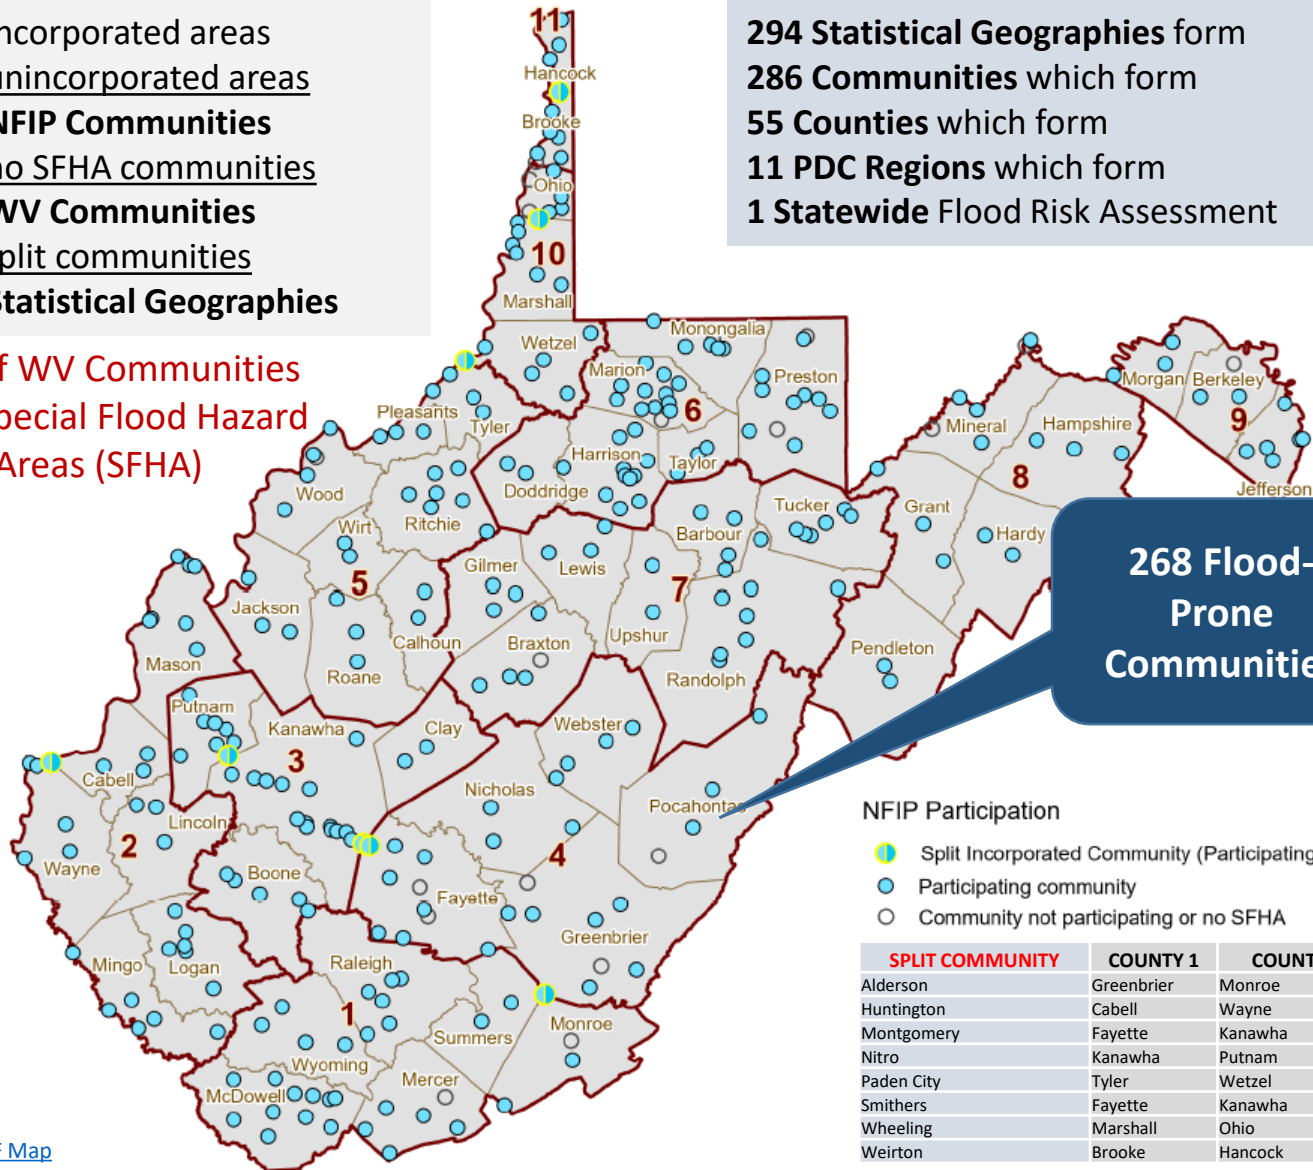 ncorporated areas
unincorporated areas
NFIP Communities
no SFHA communities
WV Communities
plit communities
Statistical Geographies
f WV Communities
pecial Flood Hazard
Areas (SFHA)
294 Statistical Geographies form
286 Communities which form
55 Counties which form
11 PDC Regions which form
1 Statewide Flood Risk Assessment
11
Hancock
Brooke
Ohio
10
Marshall
Wetzel
Monongalia
Marion
Preston
6
Pleasants
Tyler
Harrison
Taylor
Doddridge
Wood
Ritchie
Wirt
5
Jackson
Calhoun
Roane
Mason
Gilmer
Lewis
Braxton
Upshur
7
Barbour
Tucker
Randolph
Morgan
Berkeley
9
Jefferson
Mineral
Hampshire
8
Grant
Hardy
Pendleton
268 Flood-
Prone
Communitie
Putnam
Kanawha
3
Clay
Webster
Nicholas
Pocahontas
4
Cabell
Lincoln
2
Wayne
Boone
Fayette
Greenbrier
Mingo
Logan
Raleigh
1
Summers
Monroe
Wyoming
McDowell
Mercer
NFIP Participation
Split Incorporated Community (Participating
Participating community
Community not participating or no SFHA
SPLIT COMMUNITY COUNTY 1 COUNT
Alderson Greenbrier Monroe
Huntington Cabell Wayne
Montgomery Fayette Kanawha
Nitro Kanawha Putnam
Paden City Tyler Wetzel
Smithers Fayette Kanawha
Wheeling Marshall Ohio
Weirton Brooke Hancock
F Map